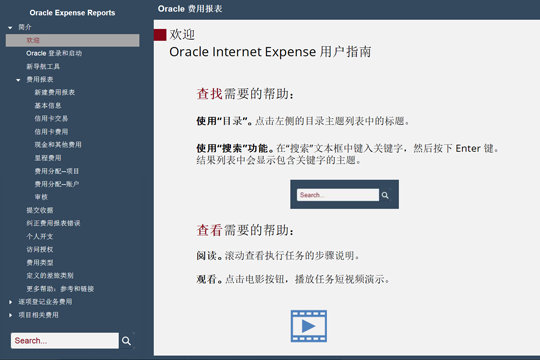 Oracle Expense Reports
简介
欢迎
Oracle 登录和启动
新导航工具
费用报表
新建费用报表
基本信息
信用卡交易
信用卡费用
现金和其他费用
里程费用
费用分配--项目
费用分配--账户
审核
提交收据
纠正费用报表错误
个人开支
访问授权
费用类型
定义的差旅类别
更多帮助：参考和链接
逐项登记业务费用
项目相关费用
Search...
Oracle 费用报表
欢迎
Oracle Internet Expense 用户指南
查找需要的帮助：
使用“目录”。点击左侧的目录主题列表中的标题。
使用“搜索”功能。在“搜索”文本框中键入关键字，然后按下 Enter 键。
结果列表中会显示包含关键字的主题。
Search...
查看需要的帮助：
阅读。滚动查看执行任务的步骤说明。
观看。点击电影按钮，播放任务短视频演示。